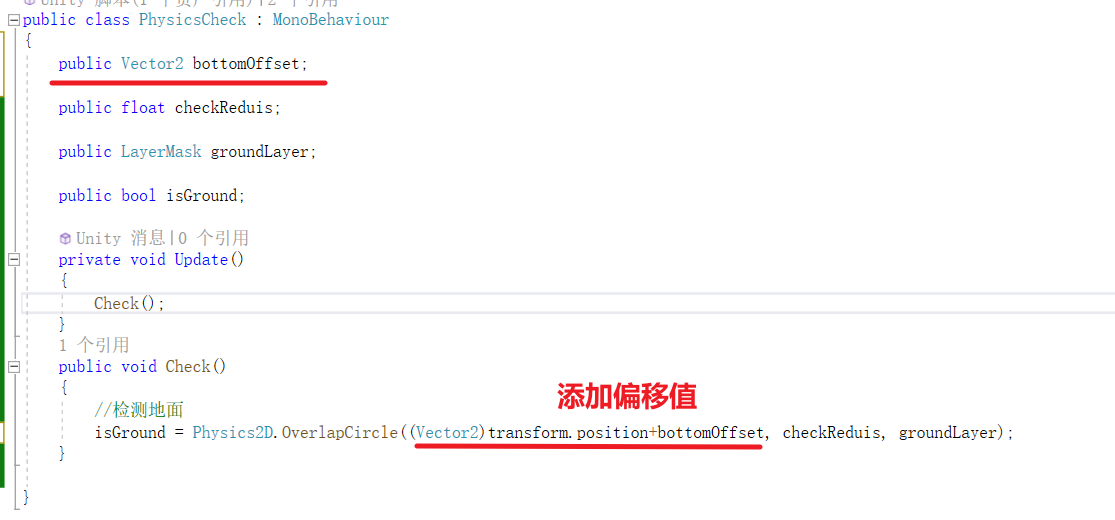 Unity 脚本(1 个资产引用)|2 个引用
public class PhysicsCheck : MonoBehaviour
{
public Vector2 bottomOffset;
public float checkReduis;
public LayerMask groundLayer;
public bool isGround;
Unity 消息|0 个引用
private void Update()
{
Check();
}
1 个引用
public void Check()
{
添加偏移值
//检测地面
isGround = Physics2D.OverlapCircle((Vector2)transform.position+bottomOffset, checkReduis, groundLayer);
}
}